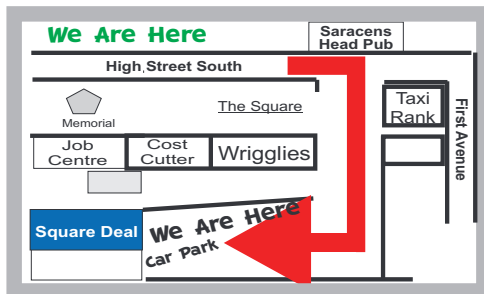 We Are Here
Saracens
Head Pub
High Street South
The Square
Memorial
Taxi
Rank
First Avenue
Job
Centre
Cost
Cutter
Wrigglies
Square Deal
We Are Here
Car Park